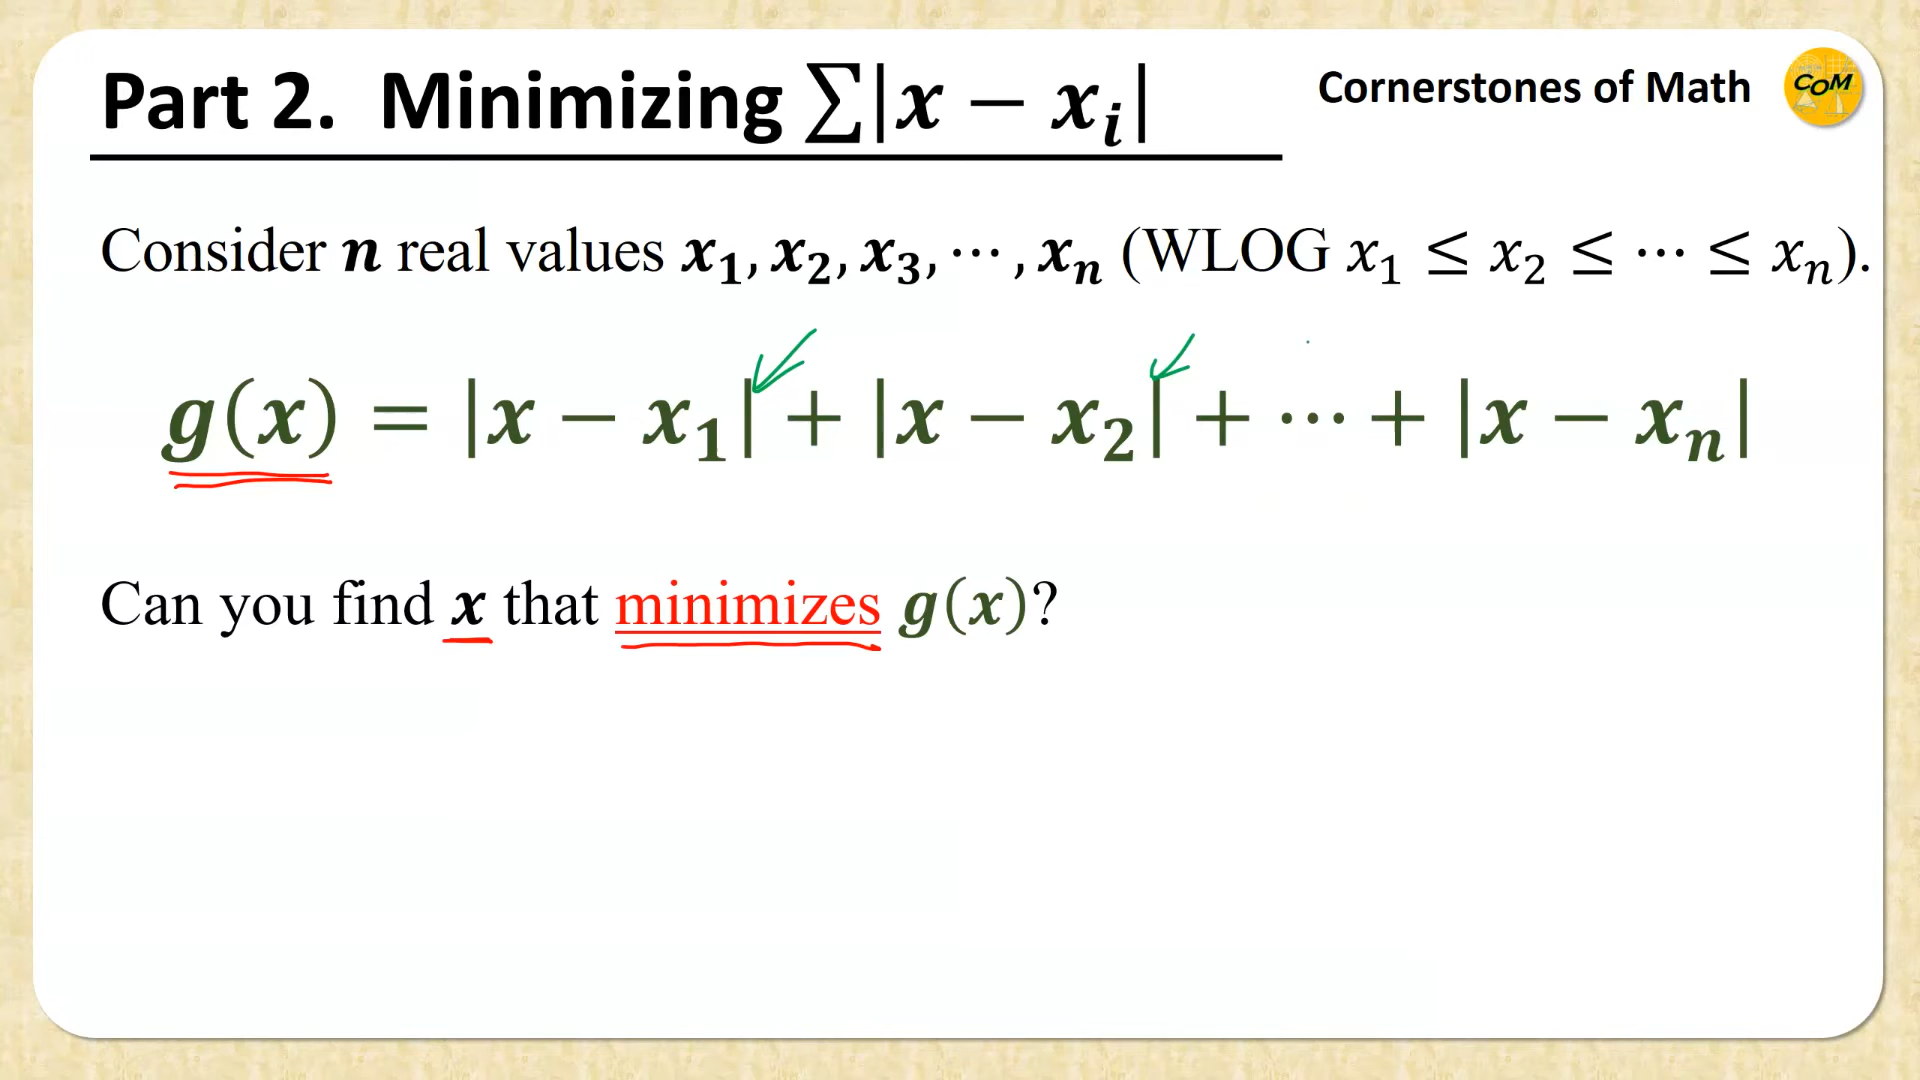 Part 2. Minimizing ∑|x − xᵢ|
Cornerstones of Math
CoM
Consider n real values x₁, x₂, x₃, ⋯ , xₙ (WLOG x₁ ≤ x₂ ≤ ⋯ ≤ xₙ).
g(x) = |x − x₁| + |x − x₂| + ⋯ + |x − xₙ|
Can you find x that minimizes g(x)?